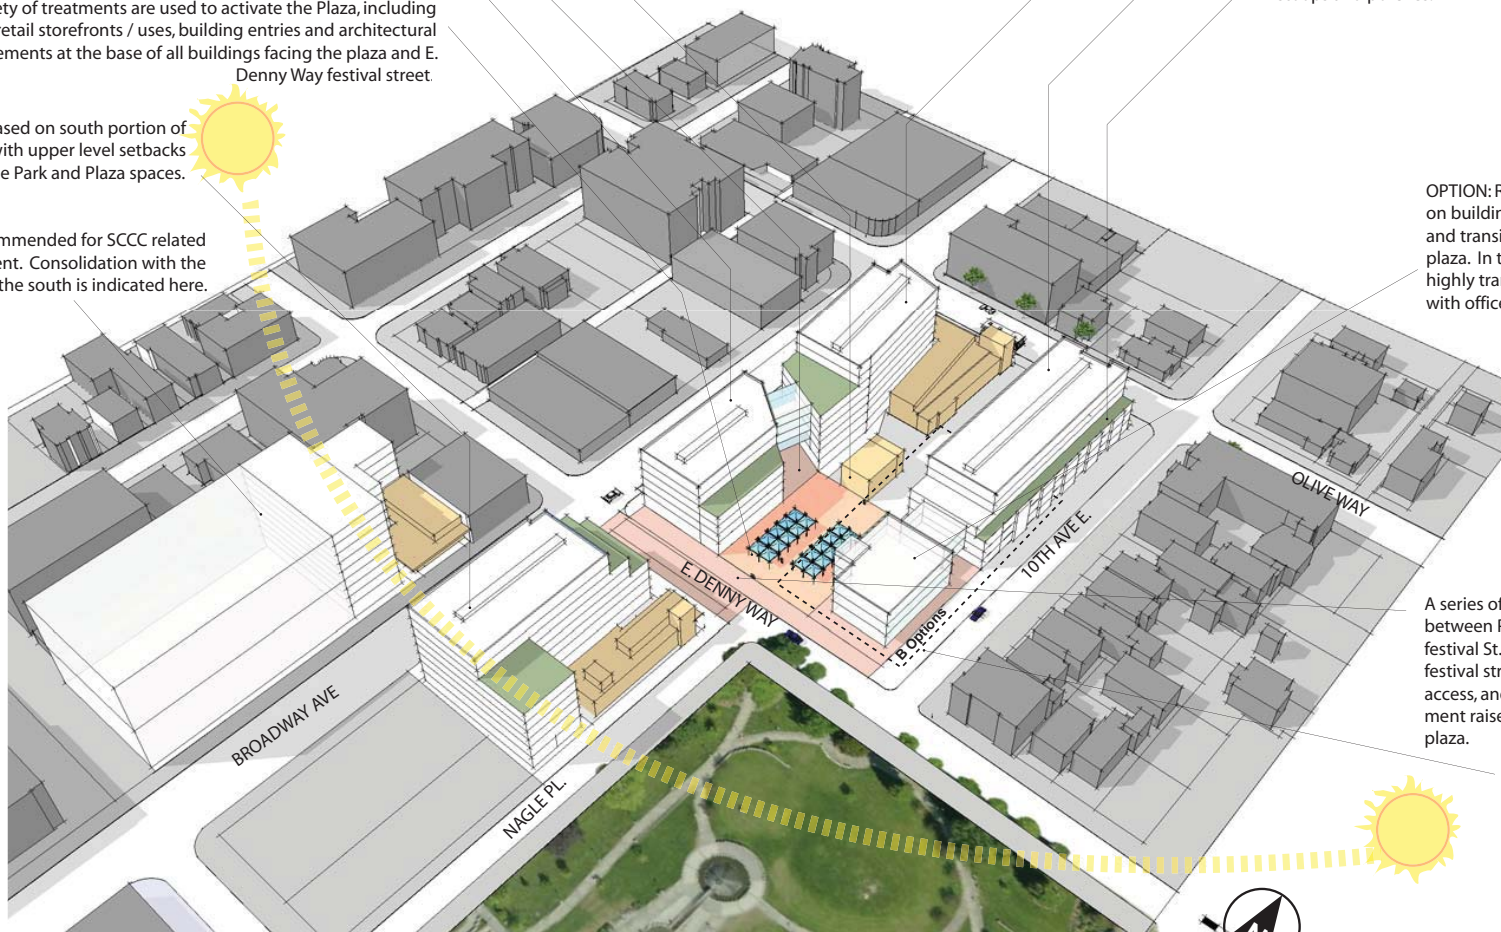 ety of treatments are used to activate the Plaza, including
retail storefronts / uses, building entries and architectural
ements at the base of all buildings facing the plaza and E.
Denny Way festival street.
ased on south portion of
with upper level setbacks
e Park and Plaza spaces.
mmended for SCCC related
ent. Consolidation with the
the south is indicated here.
OPTION: R
on buildin
and transi
plaza. In t
highly tra
with office
OLIVE WAY
10TH AVE E.
E. DENNY WAY
B Options
BROADWAY AVE
NAGLE PL.
A series of
between P
festival St.
festival str
access, an
ment raise
plaza.